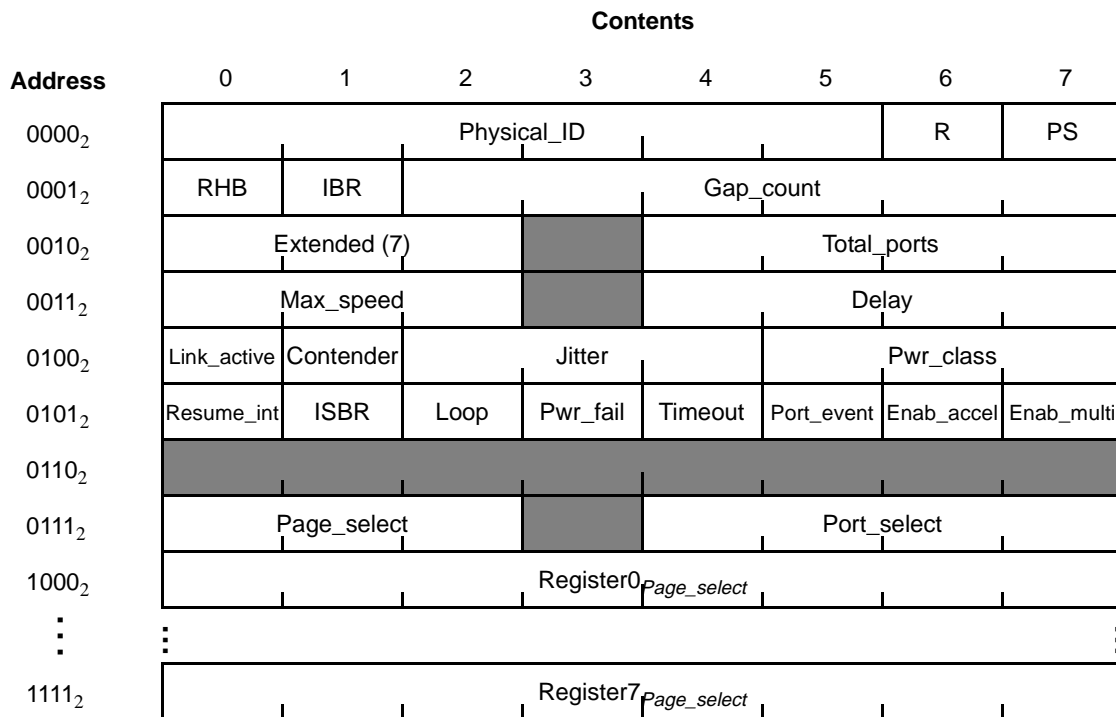 Contents
Address 0 1 2 3 4 5 6 7
0000₂ Physical_ID R PS
0001₂ RHB IBR Gap_count
0010₂ Extended (7) Total_ports
0011₂ Max_speed Delay
0100₂ Link_active Contender Jitter Pwr_class
0101₂ Resume_int ISBR Loop Pwr_fail Timeout Port_event Enab_accel Enab_multi
0110₂
0111₂ Page_select Port_select
1000₂ Register0Page_select
⋮ ⋮ ⋮
1111₂ Register7Page_select